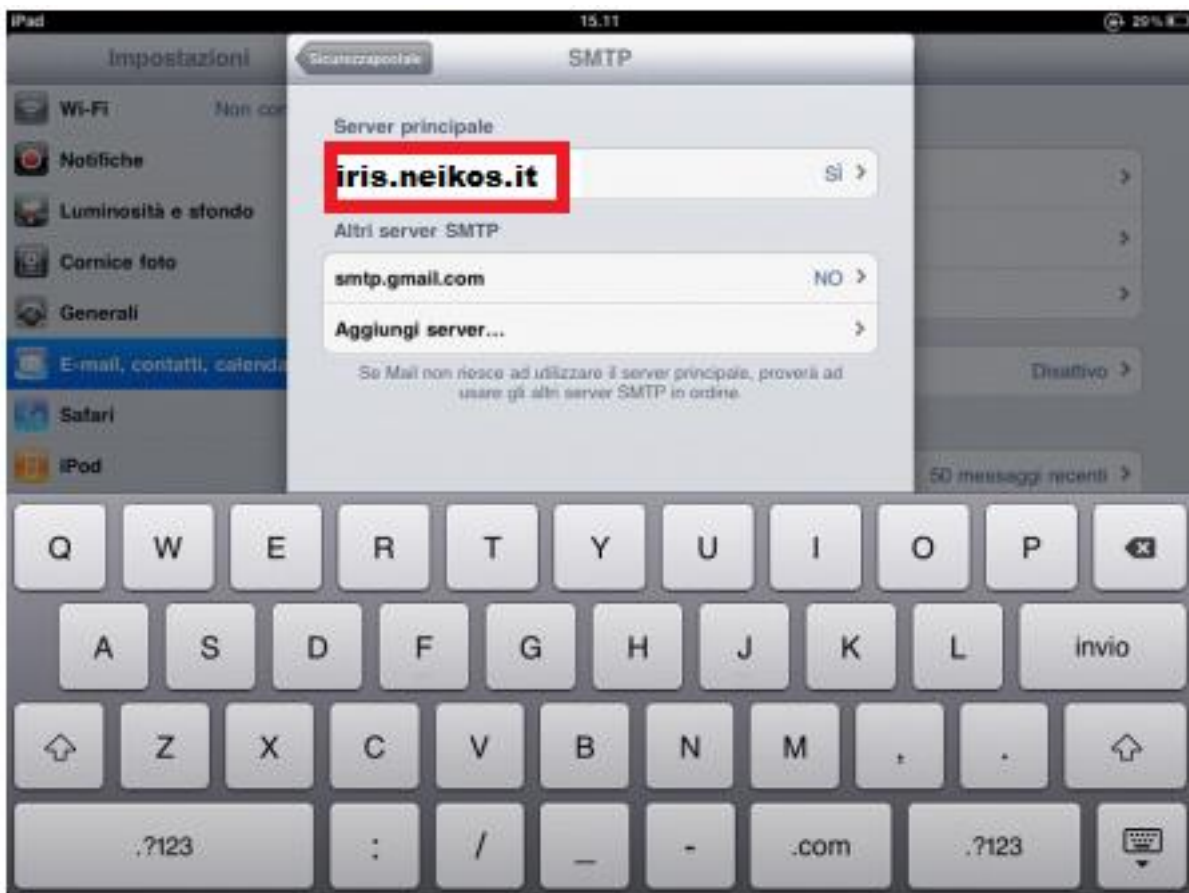 iPad 15.11 29%
Impostazioni Sicurezzapostale SMTP
Wi-Fi Non con
Server principale
Notifiche
iris.neikos.it SÌ
Luminosità e sfondo
Altri server SMTP
Cornice foto
smtp.gmail.com NO
Generali
Aggiungi server...
E-mail, contatti, calenda
Se Mail non riesce ad utilizzare il server principale, proverà ad
usare gli altri server SMTP in ordine
Disattivo
Safari
iPod
50 messaggi recenti
Q W E R T Y U I O P
A S D F G H J K L invio
Z X C V B N M , .
.?123 : / _ - .com .?123